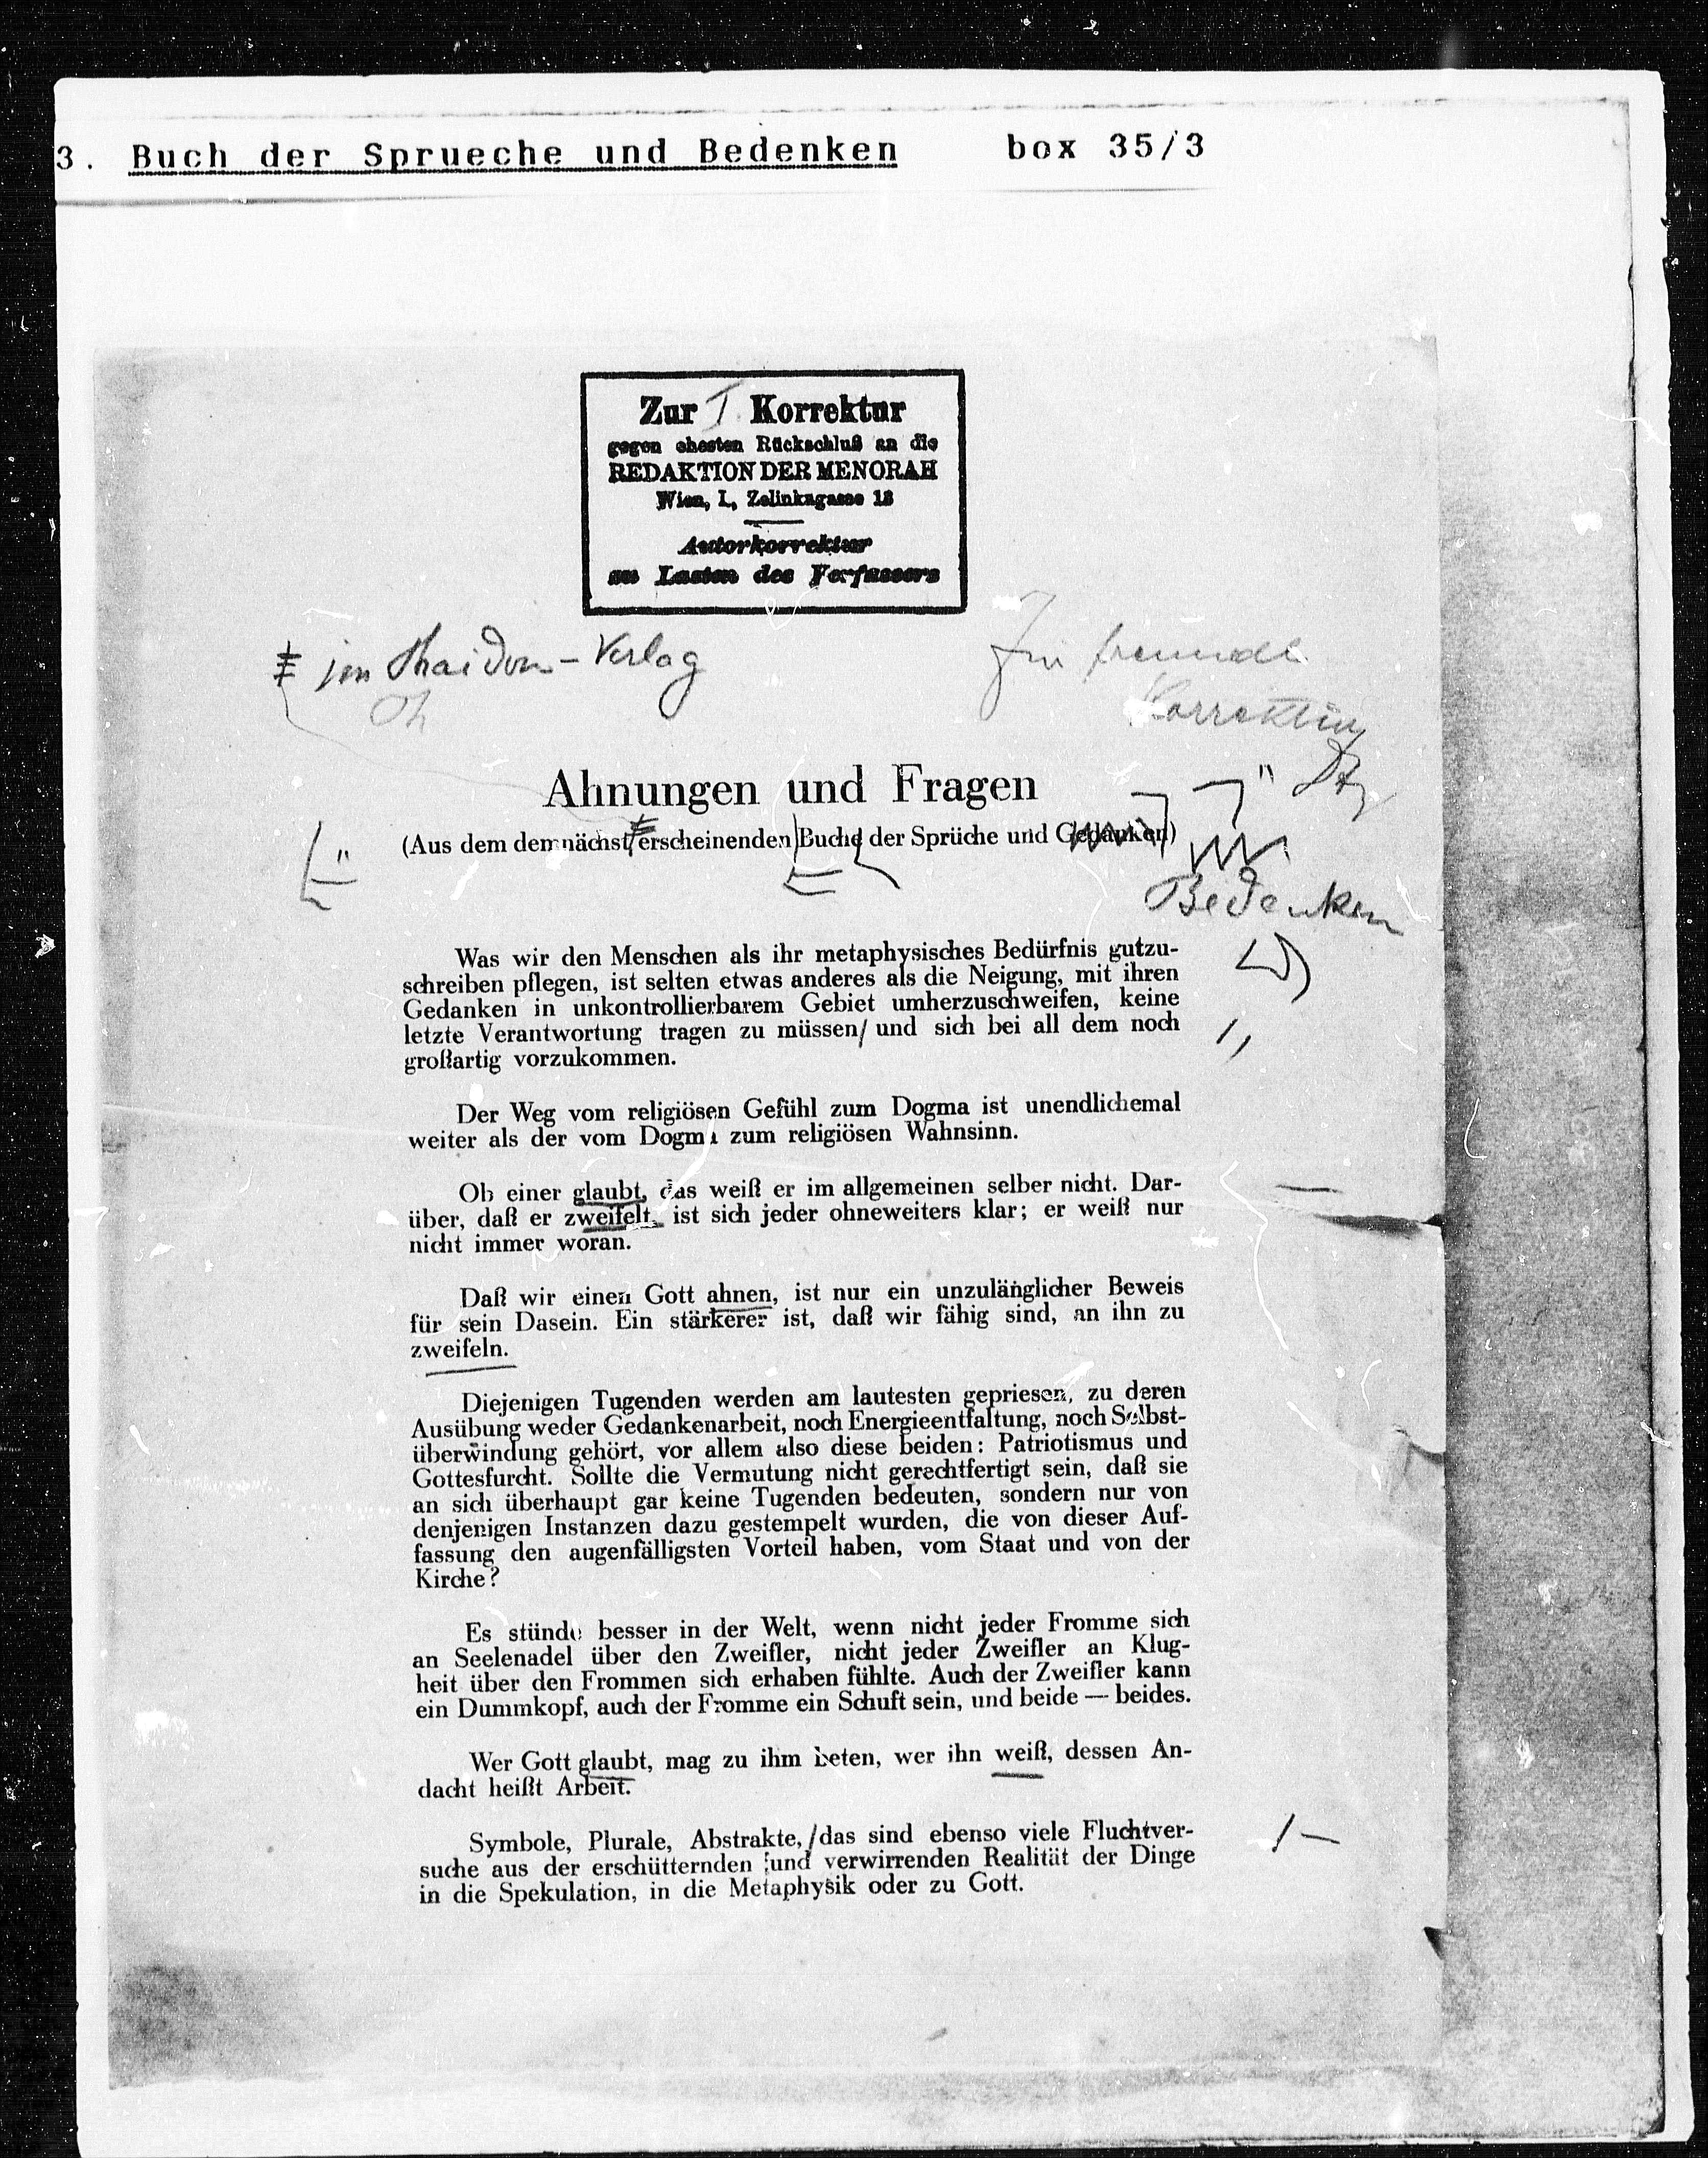 3. Buch der Sprueche und Bedenken box 35/3
Zur I. Korrektur
gegen ehesten Rückschluß an die
REDAKTION DER MENORAH
Wien, I., Zelinkagasse 13
Autorkorrektur
zu Lasten des Verfassers
im Phaidon-Verlag
Korrektur
Ahnungen und Fragen
(Aus dem demnächst erscheinenden Buche der Sprüche und Gedanken)
Bedenken
Was wir den Menschen als ihr metaphysisches Bedürfnis gutzu-
schreiben pflegen, ist selten etwas anderes als die Neigung, mit ihren
Gedanken in unkontrollierbarem Gebiet umherzuschweifen, keine
letzte Verantwortung tragen zu müssen/ und sich bei all dem noch
großartig vorzukommen.
Der Weg vom religiösen Gefühl zum Dogma ist unendlichemal
weiter als der vom Dogma zum religiösen Wahnsinn.
Ob einer glaubt, das weiß er im allgemeinen selber nicht. Dar-
über, daß er zweifelt, ist sich jeder ohneweiters klar; er weiß nur
nicht immer woran.
Daß wir einen Gott ahnen, ist nur ein unzulänglicher Beweis
für sein Dasein. Ein stärkerer ist, daß wir fähig sind, an ihn zu
zweifeln.
Diejenigen Tugenden werden am lautesten gepriesen, zu deren
Ausübung weder Gedankenarbeit, noch Energieentfaltung, noch Selbst-
überwindung gehört, vor allem also diese beiden: Patriotismus und
Gottesfurcht. Sollte die Vermutung nicht gerechtfertigt sein, daß sie
an sich überhaupt gar keine Tugenden bedeuten, sondern nur von
denjenigen Instanzen dazu gestempelt wurden, die von dieser Auf-
fassung den augenfälligsten Vorteil haben, vom Staat und von der
Kirche?
Es stünde besser in der Welt, wenn nicht jeder Fromme sich
an Seelenadel über den Zweifler, nicht jeder Zweifler an Klug-
heit über den Frommen sich erhaben fühlte. Auch der Zweifler kann
ein Dummkopf, auch der Fromme ein Schuft sein, und beide — beides.
Wer Gott glaubt, mag zu ihm beten, wer ihn weiß, dessen An-
dacht heißt Arbeit.
Symbole, Plurale, Abstrakte, /das sind ebenso viele Fluchtver-
suche aus der erschütternden und verwirrenden Realität der Dinge
in die Spekulation, in die Metaphysik oder zu Gott.